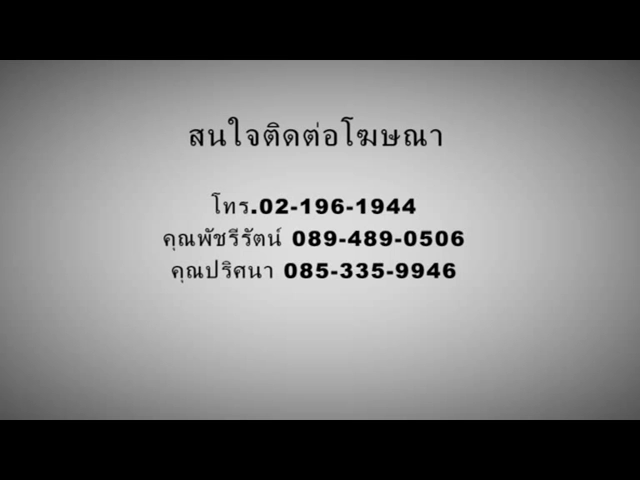 สนใจติดต่อโฆษณา
โทร.02-196-1944
คุณพัชรีรัตน์ 089-489-0506
คุณปริศนา 085-335-9946